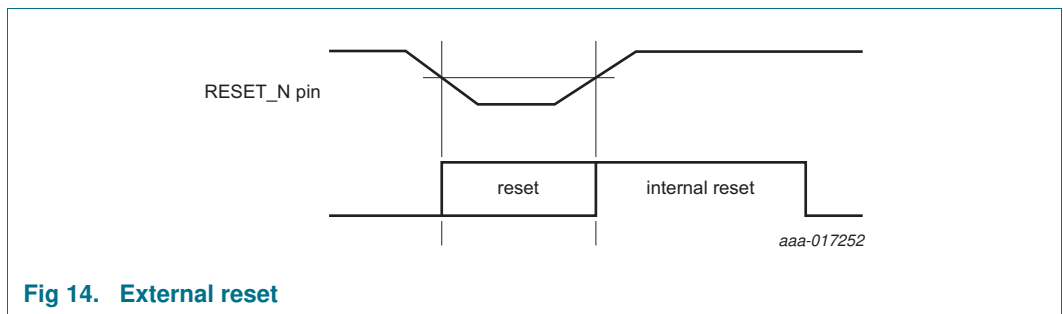 RESET_N pin
reset internal reset
aaa-017252
Fig 14. External reset